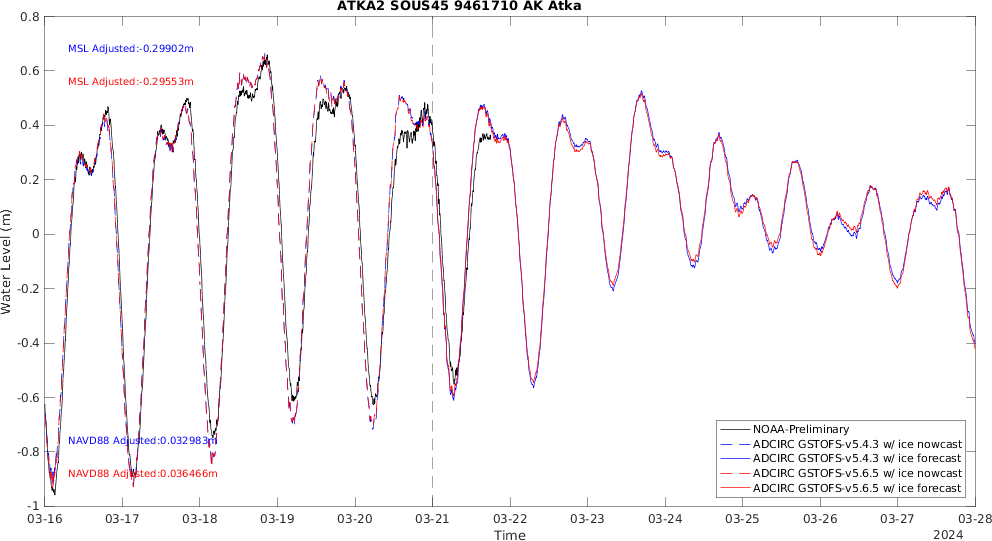 ATKA2 SOUS45 9461710 AK Atka
0.8
0.6
0.4
0.2
0
-0.2
-0.4
-0.6
-0.8
-1
Water Level (m)
MSL Adjusted:-0.29902m
MSL Adjusted:-0.29553m
NAVD88 Adjusted:0.032983m
NAVD88 Adjusted:0.036466m
NOAA-Preliminary
ADCIRC GSTOFS-v5.4.3 w/ ice nowcast
ADCIRC GSTOFS-v5.4.3 w/ ice forecast
ADCIRC GSTOFS-v5.6.5 w/ ice nowcast
ADCIRC GSTOFS-v5.6.5 w/ ice forecast
03-16 03-17 03-18 03-19 03-20 03-21 03-22 03-23 03-24 03-25 03-26 03-27 03-28
Time
2024